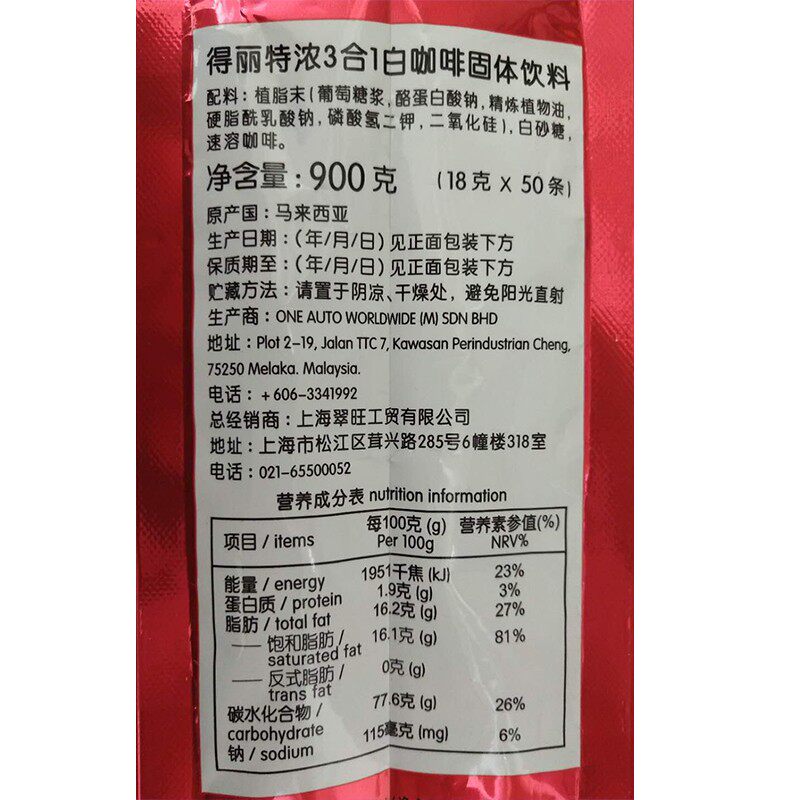 得丽特浓3合1白咖啡固体饮料
配料：植脂末（葡萄糖浆，酪蛋白酸钠，精炼植物油，
硬脂酰乳酸钠，磷酸氢二钾，二氧化硅），白砂糖，
速溶咖啡。
净含量：900克 （18克 X 50条）
原产国：马来西亚
生产日期：（年/月/日）见正面包装下方
保质期至：（年/月/日）见正面包装下方
贮藏方法：请置于阴凉、干燥处，避免阳光直射
生产商：ONE AUTO WORLDWIDE (M) SDN BHD
地址：Plot 2-19, Jalan TTC 7, Kawasan Perindustrian Cheng,
75250 Melaka. Malaysia.
电话：+606-3341992
总经销商：上海翠旺工贸有限公司
地址：上海市松江区茸兴路285号6幢楼318室
电话：021-65500052
营养成分表 nutrition information
项目 / items 每100克 (g) Per 100g 营养素参值(%) NRV%
能量 / energy 1951千焦 (kJ) 23%
蛋白质 / protein 1.9克 (g) 3%
脂肪 / total fat 16.2克 (g) 27%
—— 饱和脂肪 / saturated fat 16.1克 (g) 81%
—— 反式脂肪 / trans fat 0克 (g)
碳水化合物 / carbohydrate 77.6克 (g) 26%
钠 / sodium 115毫克 (mg) 6%